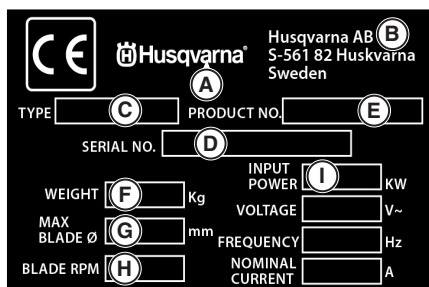 CE
Husqvarna®
Husqvarna AB B
S-561 82 Huskvarna
Sweden
A
TYPE C PRODUCT NO. E
SERIAL NO. D
INPUT
POWER I KW
WEIGHT F Kg
VOLTAGE V~
MAX
BLADE Ø G mm
FREQUENCY Hz
BLADE RPM H
NOMINAL
CURRENT A